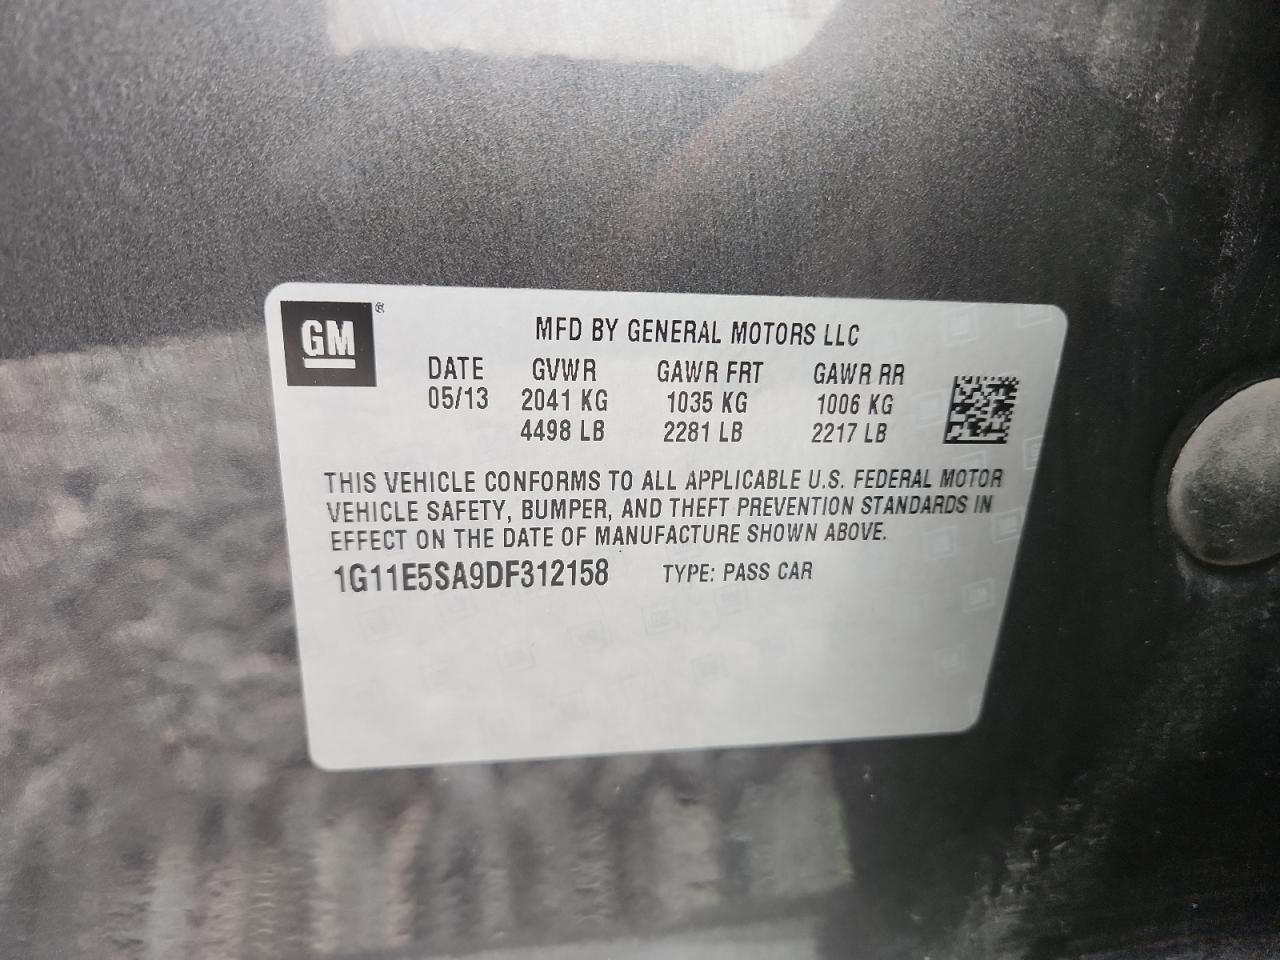 GM ®
MFD BY GENERAL MOTORS LLC
DATE GVWR GAWR FRT GAWR RR
05/13 2041 KG 1035 KG 1006 KG
4498 LB 2281 LB 2217 LB
THIS VEHICLE CONFORMS TO ALL APPLICABLE U.S. FEDERAL MOTOR
VEHICLE SAFETY, BUMPER, AND THEFT PREVENTION STANDARDS IN
EFFECT ON THE DATE OF MANUFACTURE SHOWN ABOVE.
1G11E5SA9DF312158 TYPE: PASS CAR